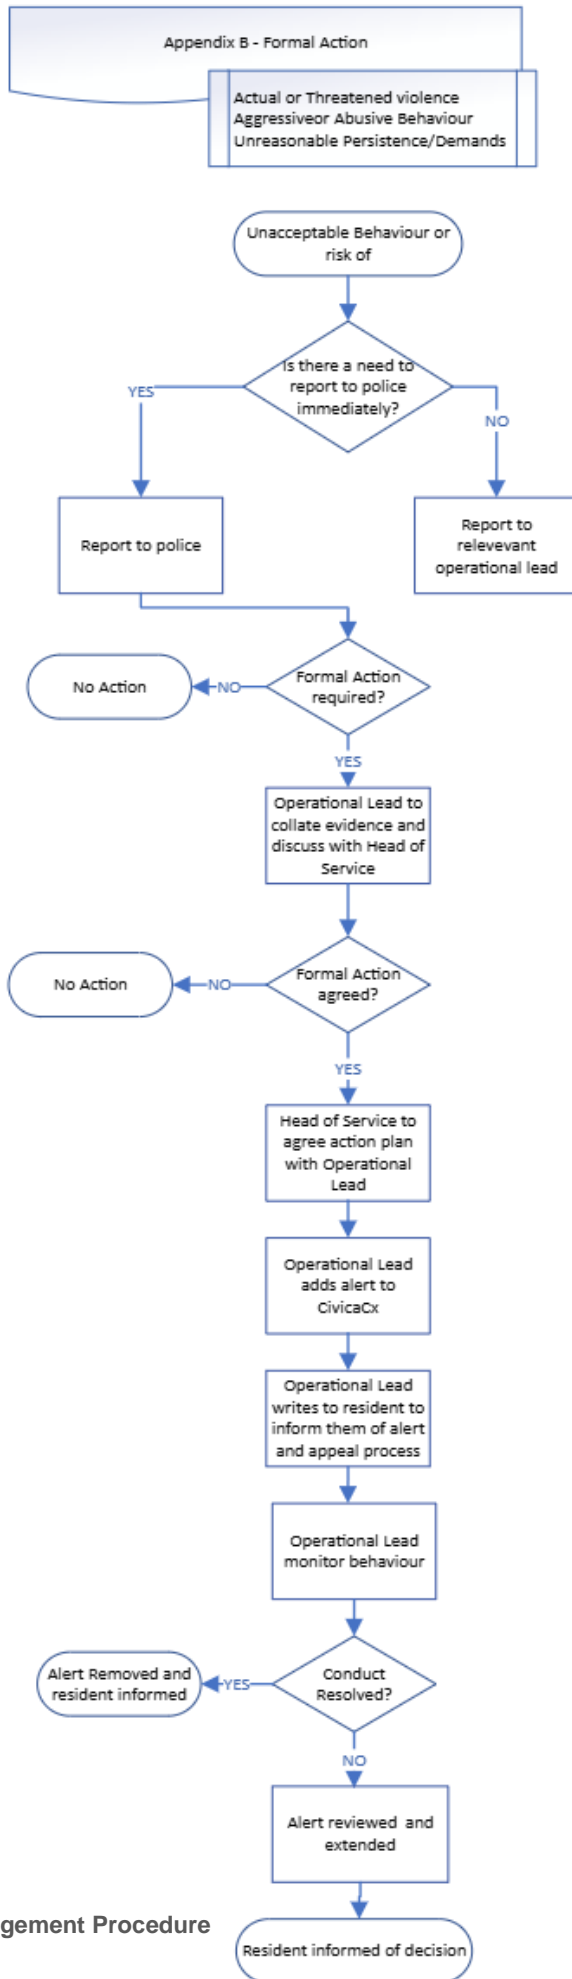 Appendix B - Formal Action
Actual or Threatened violence
Aggressiveor Abusive Behaviour
Unreasonable Persistence/Demands
Unacceptable Behaviour or
risk of
Is there a need to
report to police
immediately?
YES
NO
Report to police
Report to
relevevant
operational lead
Formal Action
required?
NO
No Action
YES
Operational Lead to
collate evidence and
discuss with Head of
Service
Formal Action
agreed?
NO
No Action
YES
Head of Service to
agree action plan
with Operational
Lead
Operational Lead
adds alert to
CivicaCx
Operational Lead
writes to resident to
inform them of alert
and appeal process
Operational Lead
monitor behaviour
Conduct
Resolved?
YES
Alert Removed and
resident informed
NO
Alert reviewed and
extended
gement Procedure
Resident informed of decision